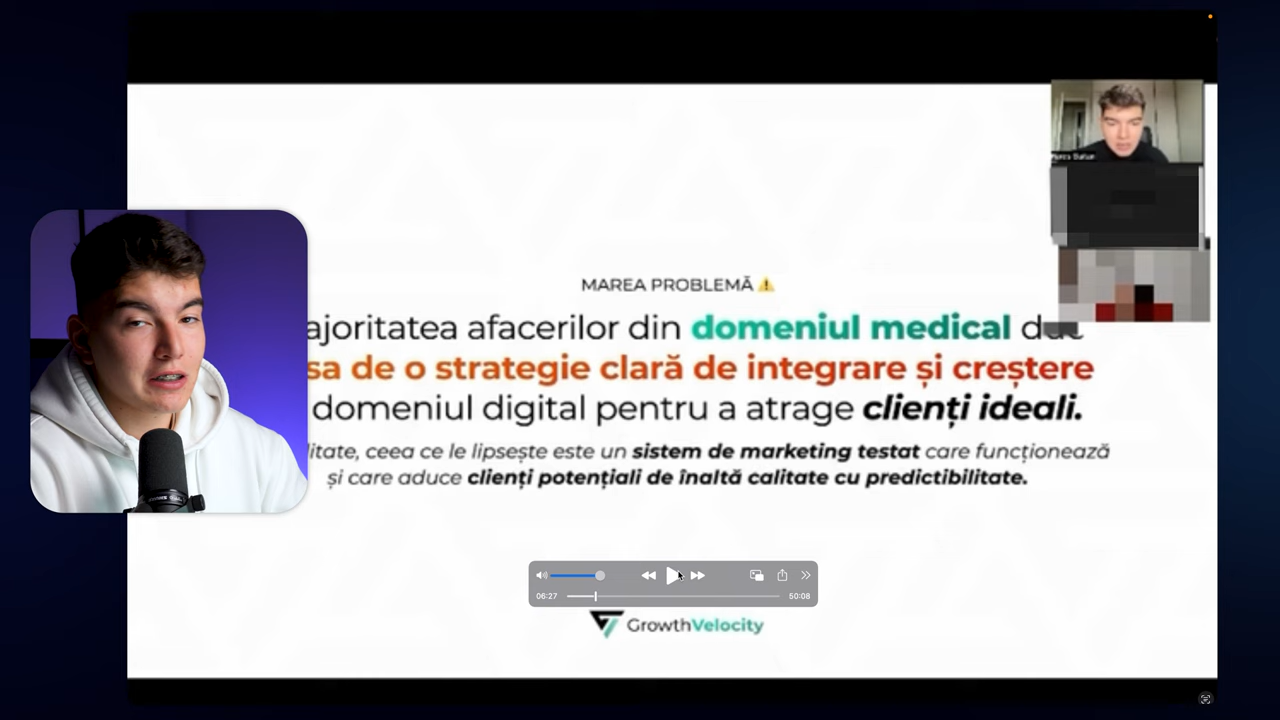 MAREA PROBLEMĂ ⚠️
ajoritatea afacerilor din domeniul medical
sa de o strategie clară de integrare și creștere
domeniul digital pentru a atrage clienți ideali.
litate, ceea ce le lipsește este un sistem de marketing testat care funcționează
și care aduce clienți potențiali de înaltă calitate cu predictibilitate.
06:27
50:08
GrowthVelocity